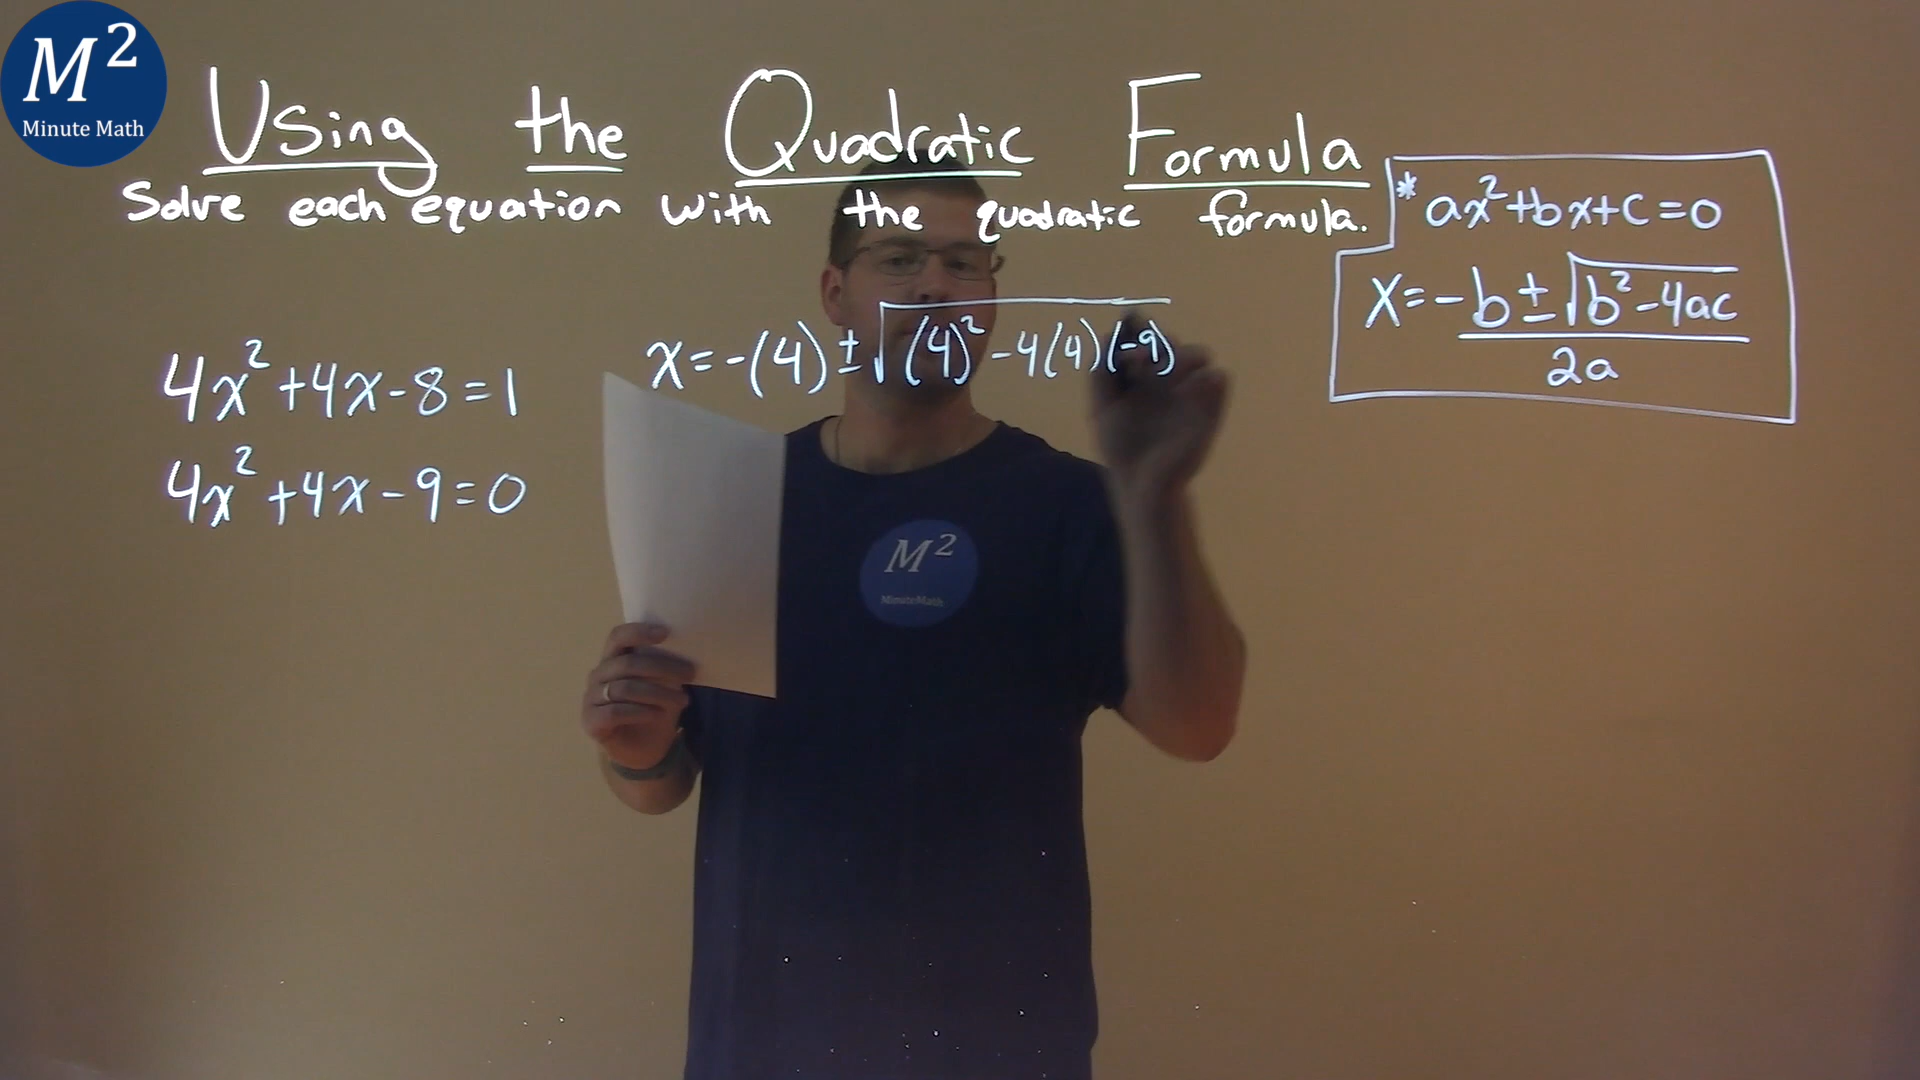 M²
Minute Math
Using the Quadratic Formula
Solve each equation with the quadratic formula.
* ax²+bx+c=0
x=-b±√b²-4ac
2a
4x²+4x-8=1
4x²+4x-9=0
x=-(4)±√(4)²-4(4)(-9)
M²
MinuteMath